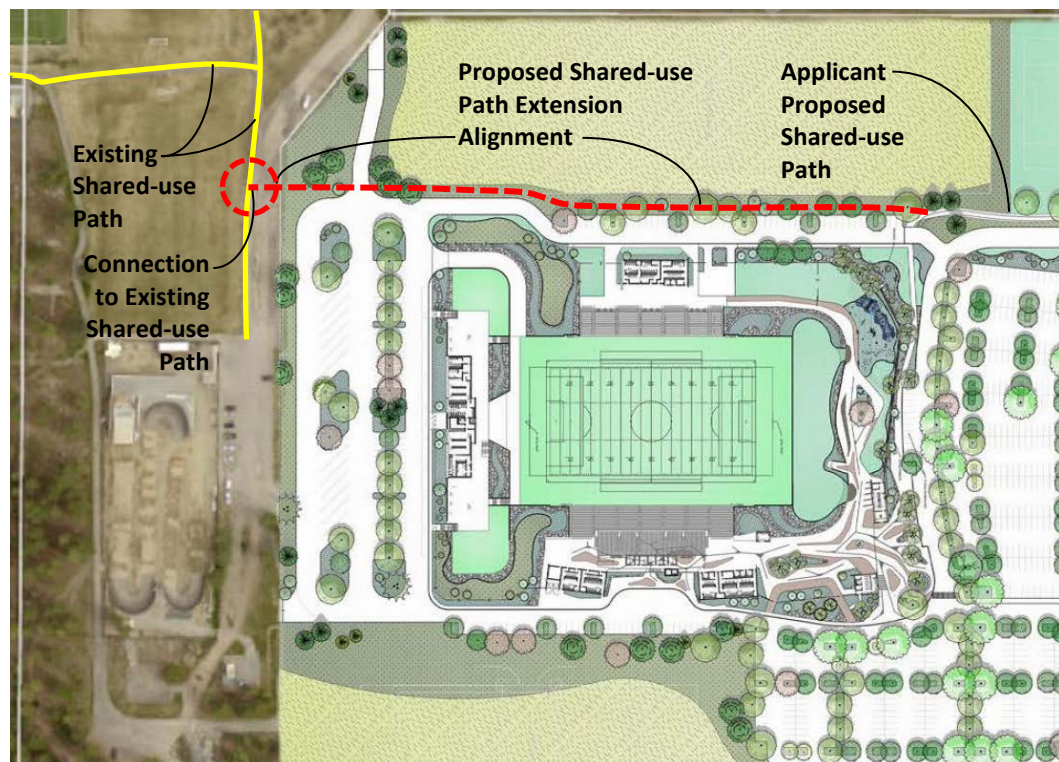 Proposed Shared-use
Path Extension
Alignment
Applicant
Proposed
Shared-use
Path
Existing
Shared-use
Path
Connection
to Existing
Shared-use
Path